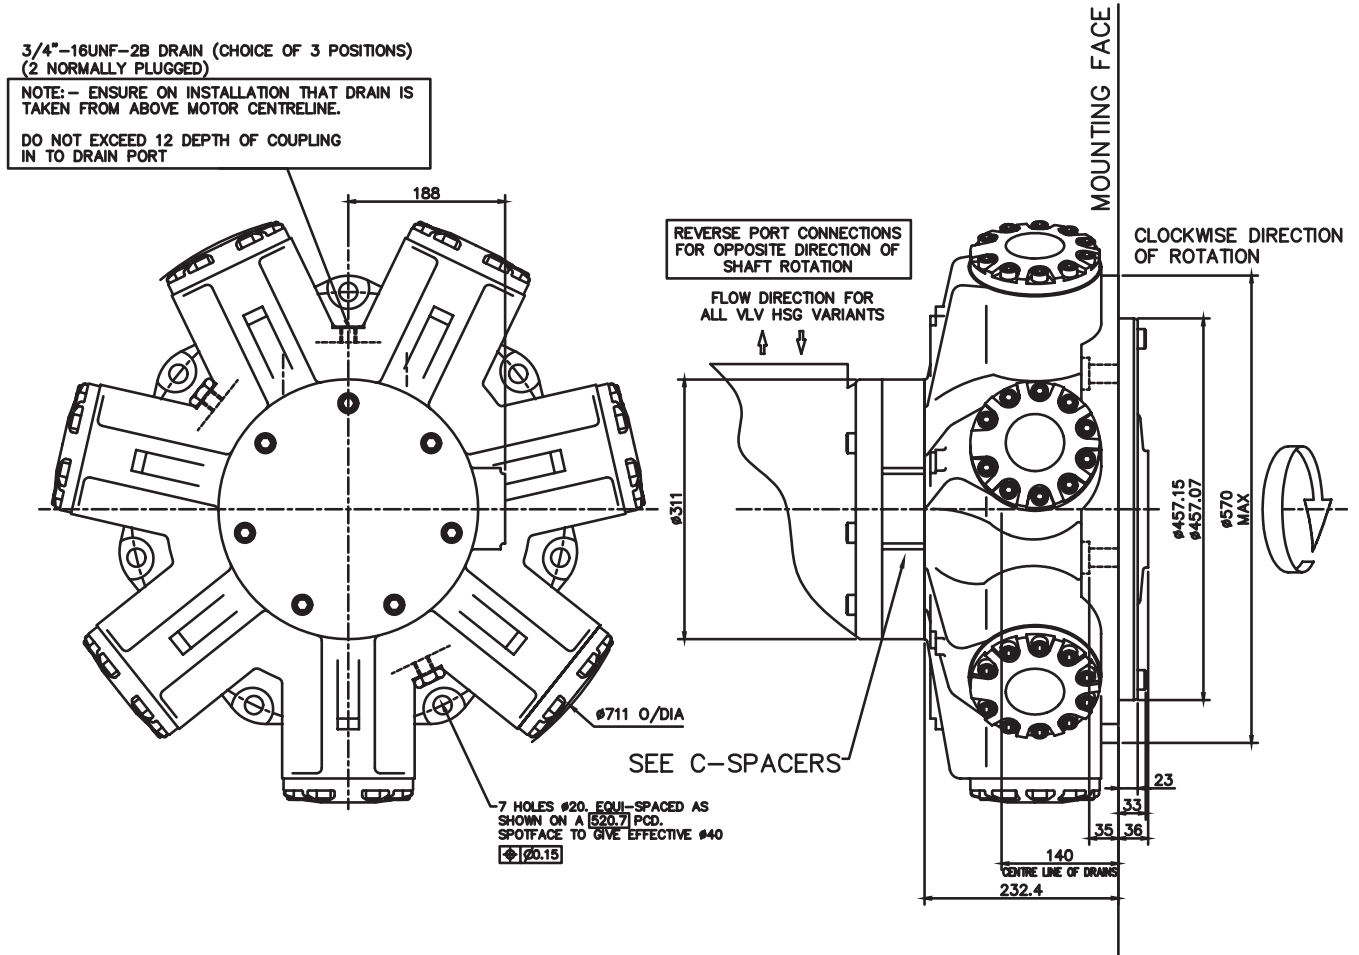 3/4"-16UNF-2B DRAIN (CHOICE OF 3 POSITIONS)
(2 NORMALLY PLUGGED)
NOTE:- ENSURE ON INSTALLATION THAT DRAIN IS
TAKEN FROM ABOVE MOTOR CENTRELINE.
DO NOT EXCEED 12 DEPTH OF COUPLING
IN TO DRAIN PORT
188
ø711 O/DIA
7 HOLES ø20. EQUI-SPACED AS
SHOWN ON A 520.7 PCD.
SPOTFACE TO GIVE EFFECTIVE ø40
⌖ Ø0.15
MOUNTING FACE
REVERSE PORT CONNECTIONS
FOR OPPOSITE DIRECTION OF
SHAFT ROTATION
FLOW DIRECTION FOR
ALL VLV HSG VARIANTS
CLOCKWISE DIRECTION
OF ROTATION
ø311
ø457.15
ø457.07
ø570
MAX
SEE C-SPACERS
23
33
35
36
140
CENTRE LINE OF DRAINS
232.4